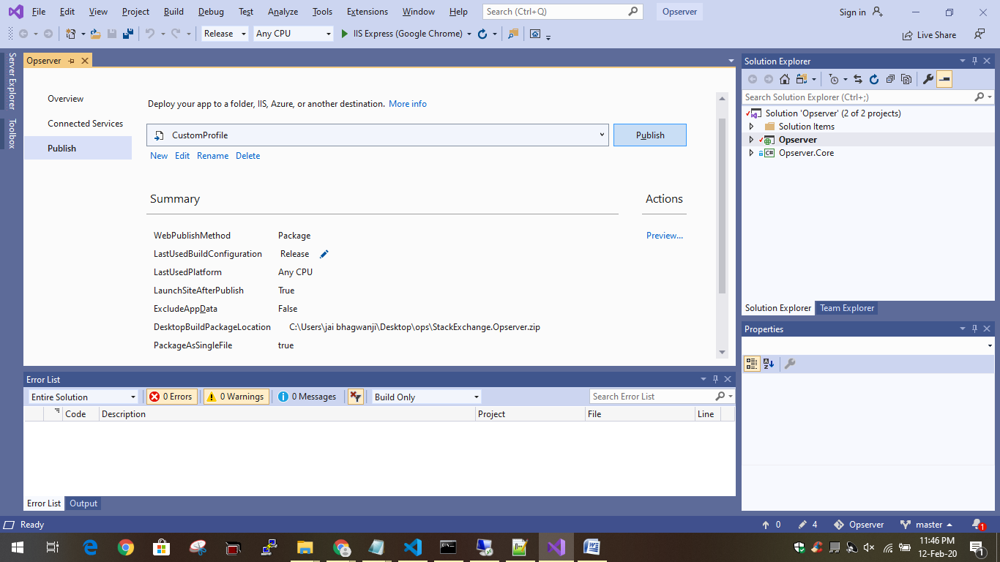 File Edit View Project Build Debug Test Analyze Tools Extensions Window Help Search (Ctrl+Q) Opserver Sign in
Release Any CPU IIS Express (Google Chrome) Live Share
Server Explorer
Toolbox
Opserver
Overview
Connected Services
Publish
Deploy your app to a folder, IIS, Azure, or another destination. More info
CustomProfile Publish
New Edit Rename Delete
Summary Actions
WebPublishMethod Package Preview...
LastUsedBuildConfiguration Release
LastUsedPlatform Any CPU
LaunchSiteAfterPublish True
ExcludeAppData False
DesktopBuildPackageLocation C:\Users\jai bhagwanji\Desktop\ops\StackExchange.Opserver.zip
PackageAsSingleFile true
Solution Explorer
Search Solution Explorer (Ctrl+;)
Solution 'Opserver' (2 of 2 projects)
Solution Items
Opserver
C# Opserver.Core
Solution Explorer Team Explorer
Properties
Error List
Entire Solution 0 Errors 0 Warnings 0 Messages Build Only Search Error List
Code Description Project File Line
Error List Output
Ready 0 4 Opserver master 1
11:46 PM
12-Feb-20
1